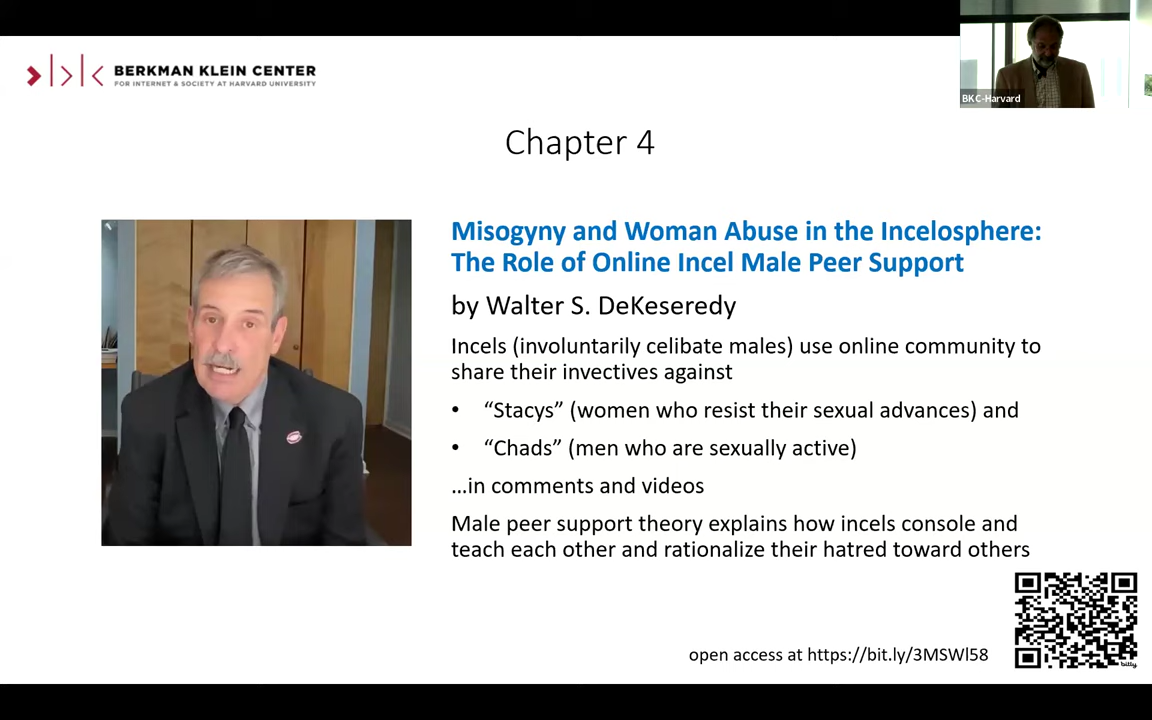 BERKMAN KLEIN CENTER
FOR INTERNET & SOCIETY AT HARVARD UNIVERSITY
BKC-Harvard
Chapter 4
Misogyny and Woman Abuse in the Incelosphere:
The Role of Online Incel Male Peer Support
by Walter S. DeKeseredy
Incels (involuntarily celibate males) use online community to
share their invectives against
• “Stacys” (women who resist their sexual advances) and
• “Chads” (men who are sexually active)
…in comments and videos
Male peer support theory explains how incels console and
teach each other and rationalize their hatred toward others
open access at https://bit.ly/3MSWl58
bitly